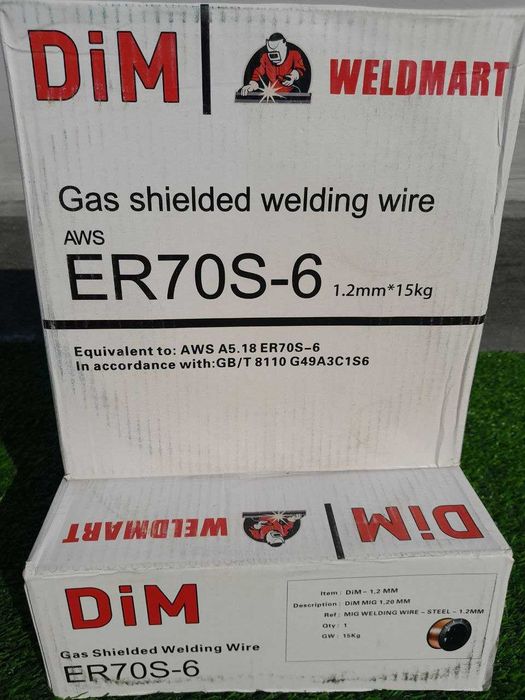 DiM WELDMART
Gas shielded welding wire
AWS
ER70S-6 1.2mm*15kg
Equivalent to: AWS A5.18 ER70S-6
In accordance with:GB/T 8110 G49A3C1S6
DiM WELDMART
DiM
Gas Shielded Welding Wire
ER70S-6
Item : DiM - 1,2 MM
Description : DiM MIG 1,20 MM
Ref : MIG WELDING WIRE - STEEL - 1.2MM
Qty : 1
GW : 15Kg